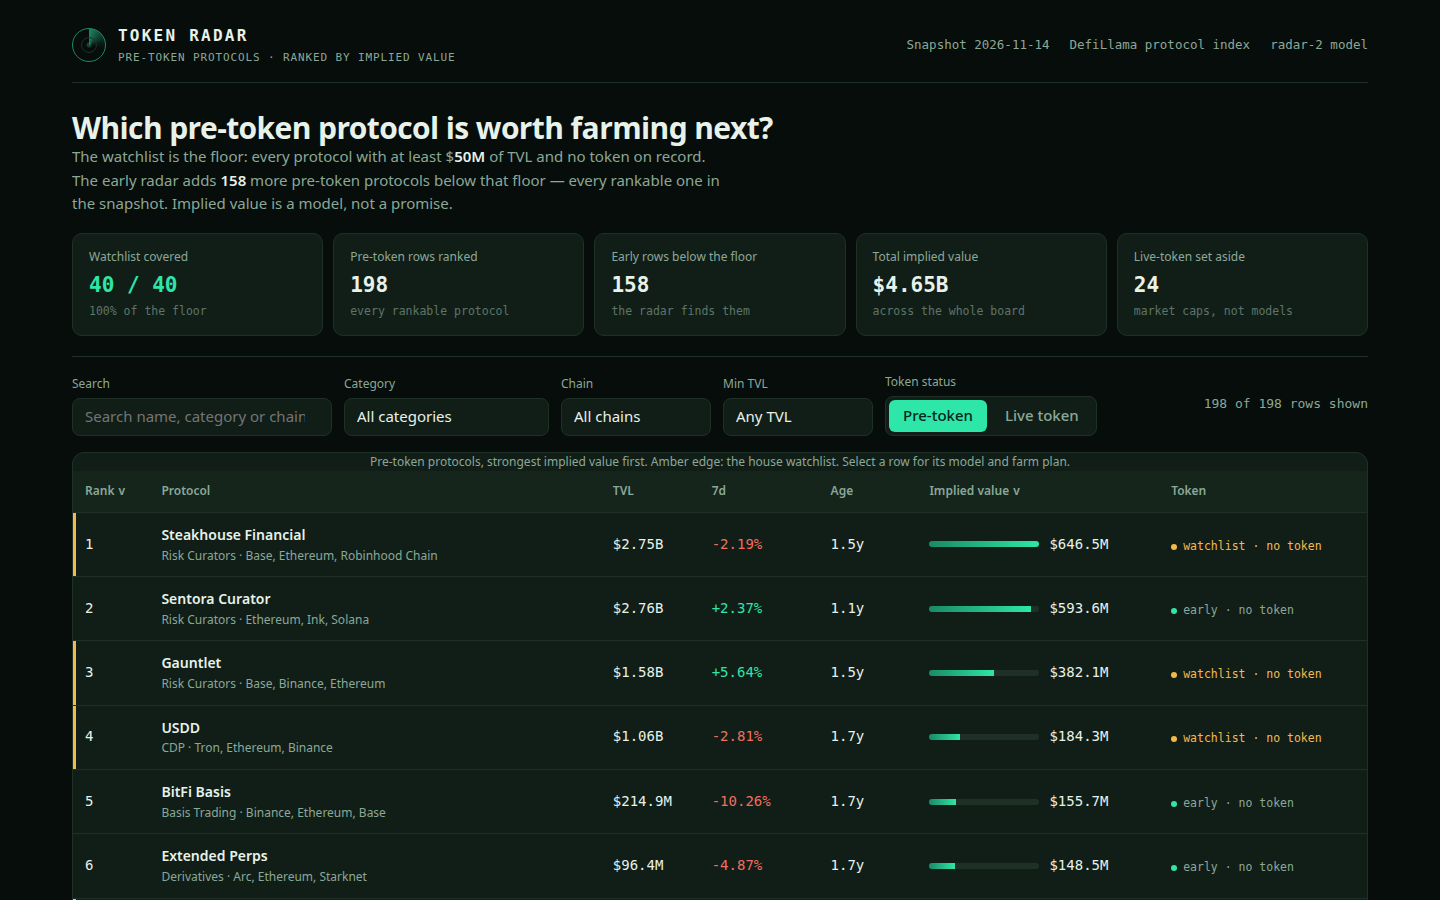 TOKEN RADAR
PRE-TOKEN PROTOCOLS · RANKED BY IMPLIED VALUE
Snapshot 2026-11-14 DefiLlama protocol index radar-2 model
Which pre-token protocol is worth farming next?
The watchlist is the floor: every protocol with at least $50M of TVL and no token on record.
The early radar adds 158 more pre-token protocols below that floor — every rankable one in
the snapshot. Implied value is a model, not a promise.
Watchlist covered
40 / 40
100% of the floor
Pre-token rows ranked
198
every rankable protocol
Early rows below the floor
158
the radar finds them
Total implied value
$4.65B
across the whole board
Live-token set aside
24
market caps, not models
Search
Search name, category or chain
Category
All categories
Chain
All chains
Min TVL
Any TVL
Token status
Pre-token Live token
198 of 198 rows shown
Pre-token protocols, strongest implied value first. Amber edge: the house watchlist. Select a row for its model and farm plan.
Rank v Protocol TVL 7d Age Implied value v Token
1 Steakhouse Financial $2.75B -2.19% 1.5y $646.5M watchlist · no token
Risk Curators · Base, Ethereum, Robinhood Chain
2 Sentora Curator $2.76B +2.37% 1.1y $593.6M early · no token
Risk Curators · Ethereum, Ink, Solana
3 Gauntlet $1.58B +5.64% 1.5y $382.1M watchlist · no token
Risk Curators · Base, Binance, Ethereum
4 USDD $1.06B -2.81% 1.7y $184.3M watchlist · no token
CDP · Tron, Ethereum, Binance
5 BitFi Basis $214.9M -10.26% 1.7y $155.7M early · no token
Basis Trading · Binance, Ethereum, Base
6 Extended Perps $96.4M -4.87% 1.7y $148.5M early · no token
Derivatives · Arc, Ethereum, Starknet